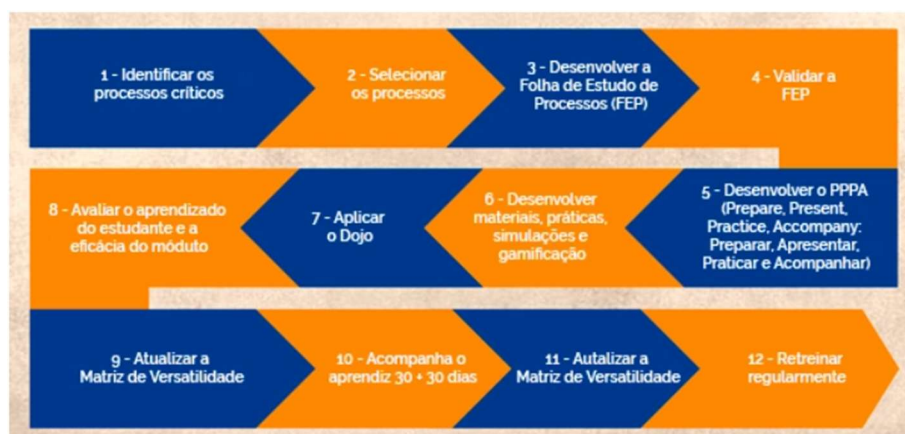 1 - Identificar os
processos críticos
2 - Selecionar
os processos
3 - Desenvolver a
Folha de Estudo de
Processos (FEP)
4 - Validar a
FEP
5 - Desenvolver o PPPA
(Prepare, Present,
Practice, Accompany:
Preparar, Apresentar,
Praticar e Acompanhar)
6 - Desenvolver
materiais, práticas,
simulações e
gamificação
7 - Aplicar
o Dojo
8 - Avaliar o aprendizado
do estudante e a
eficácia do móduto
9 - Atualizar a
Matriz de Versatilidade
10 - Acompanha o
aprendiz 30 + 30 dias
11 - Autalizar a
Matriz de Versatilidade
12 - Retreinar
regularmente